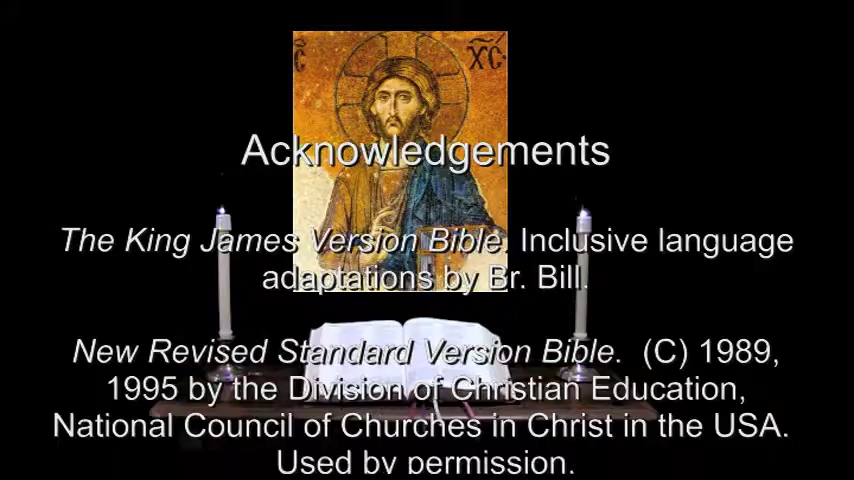 C̅ X̅C
Acknowledgements
The King James Version Bible. Inclusive language
adaptations by Br. Bill.
New Revised Standard Version Bible. (C) 1989,
1995 by the Division of Christian Education,
National Council of Churches in Christ in the USA.
Used by permission.